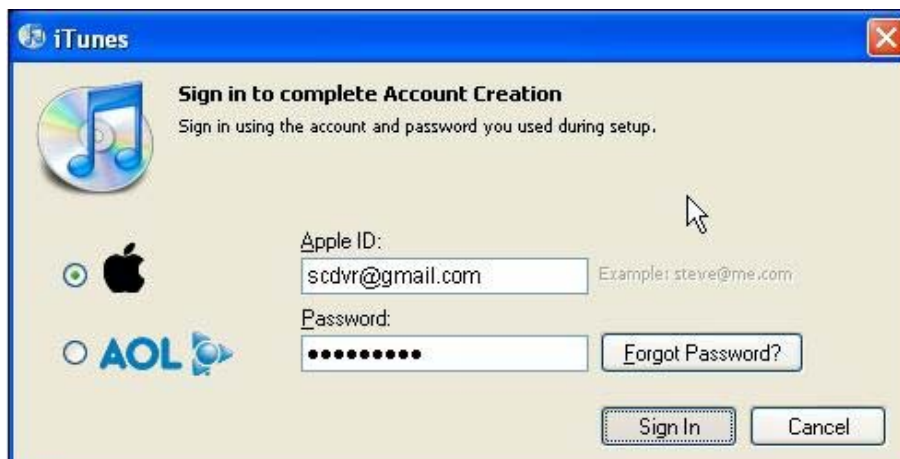 iTunes
Sign in to complete Account Creation
Sign in using the account and password you used during setup.
Apple ID:
scdvr@gmail.com Example: steve@me.com
Password:
AOL ••••••••• Forgot Password?
Sign In Cancel